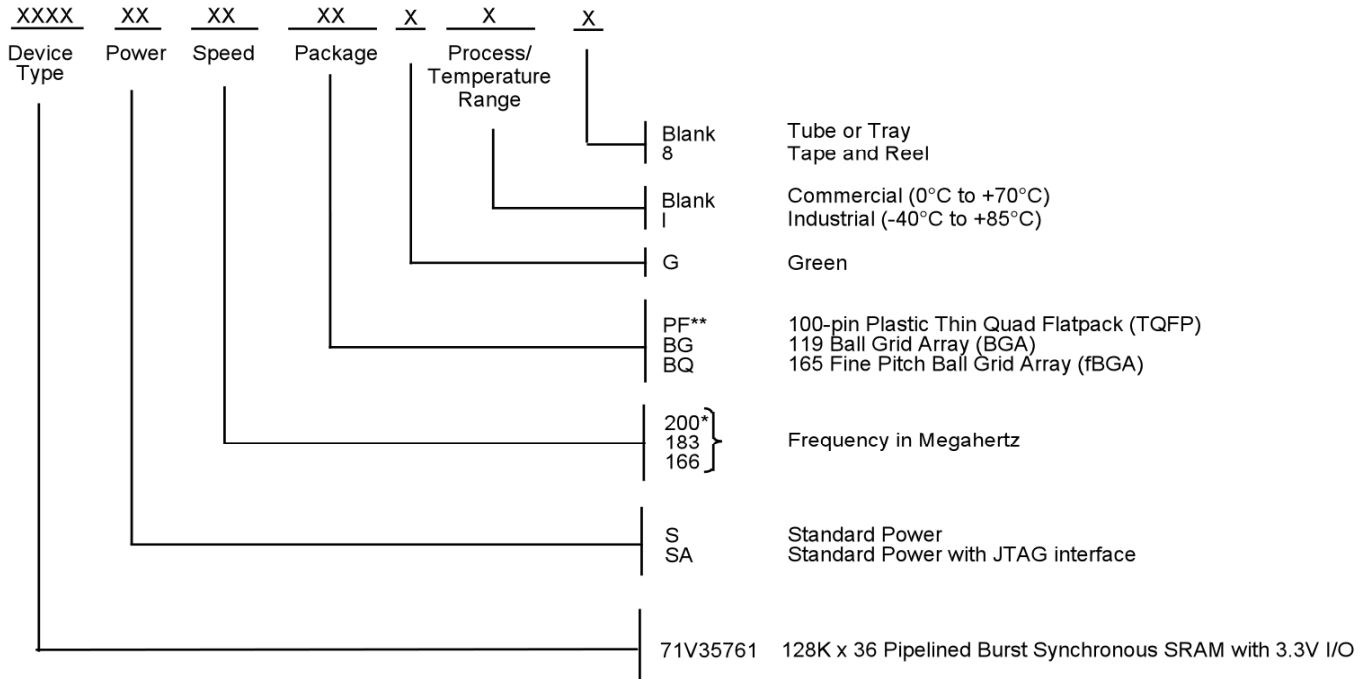 XXXX XX XX XX X X X
Device Type Power Speed Package Process/ Temperature Range
Blank Tube or Tray
8 Tape and Reel
Blank Commercial (0°C to +70°C)
I Industrial (-40°C to +85°C)
G Green
PF** 100-pin Plastic Thin Quad Flatpack (TQFP)
BG 119 Ball Grid Array (BGA)
BQ 165 Fine Pitch Ball Grid Array (fBGA)
200*
183 Frequency in Megahertz
166
S Standard Power
SA Standard Power with JTAG interface
71V35761 128K x 36 Pipelined Burst Synchronous SRAM with 3.3V I/O